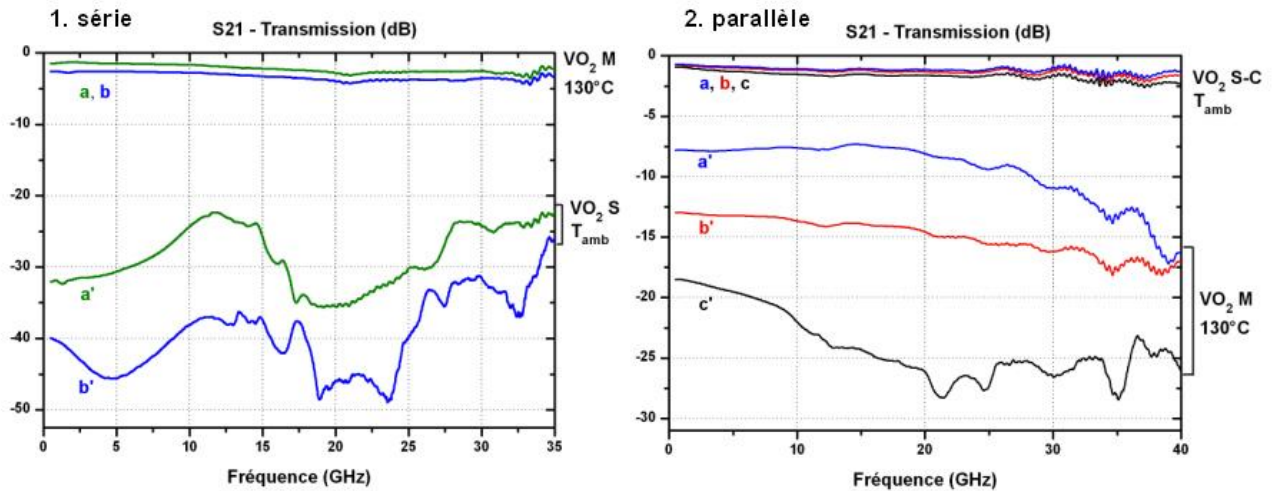 1. série
S21 - Transmission (dB)
0
-10
-20
-30
-40
-50
a, b
a'
b'
VO2 M
130°C
VO2 S
Tamb
0 5 10 15 20 25 30 35
Fréquence (GHz)
2. parallèle
S21 - Transmission (dB)
0
-5
-10
-15
-20
-25
-30
a, b, c
a'
b'
c'
VO2 S-C
Tamb
VO2 M
130°C
0 10 20 30 40
Fréquence (GHz)